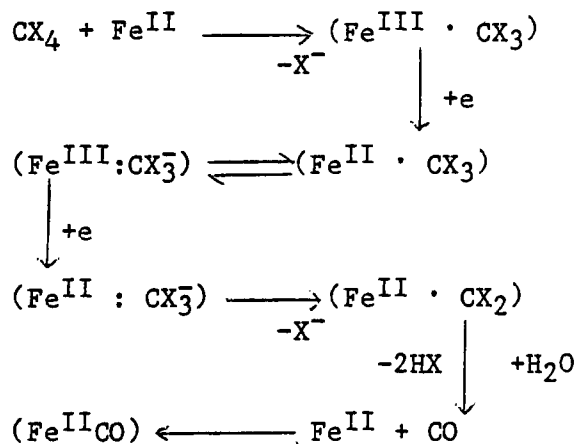 CX₄ + Feᴵᴵ ⟶ (Feᴵᴵᴵ · CX₃)
-X⁻
+e
(Feᴵᴵᴵ:CX₃⁻) ⇌ (Feᴵᴵ · CX₃)
+e
(Feᴵᴵ : CX₃⁻) ⟶ (Feᴵᴵ · CX₂)
-X⁻
-2HX +H₂O
(FeᴵᴵCO) ⟵ Feᴵᴵ + CO